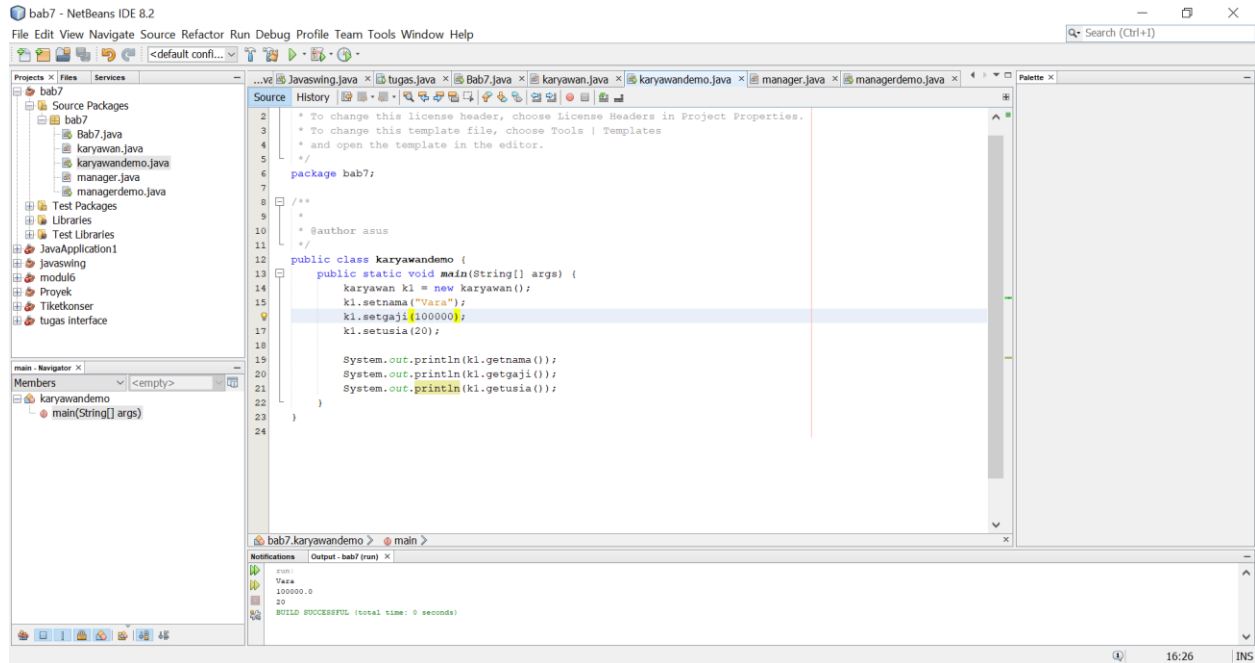 bab7 - NetBeans IDE 8.2
File Edit View Navigate Source Refactor Run Debug Profile Team Tools Window Help
Search (Ctrl+I)
<default confi...
Projects Files Services
bab7
Source Packages
bab7
Bab7.java
karyawan.java
karyawandemo.java
manager.java
managerdemo.java
Test Packages
Libraries
Test Libraries
JavaApplication1
javaswing
modul6
Proyek
Tiketkonser
tugas interface
main - Navigator
Members <empty>
karyawandemo
main(String[] args)
...va Javaswing.java tugas.java Bab7.java karyawan.java karyawandemo.java manager.java managerdemo.java
Source History
2 * To change this license header, choose License Headers in Project Properties.
3 * To change this template file, choose Tools | Templates
4 * and open the template in the editor.
5 */
6 package bab7;
7
8 /**
9 *
10 * @author asus
11 */
12 public class karyawandemo {
13 public static void main(String[] args) {
14 karyawan k1 = new karyawan();
15 k1.setnama("Vara");
k1.setgaji(100000);
17 k1.setusia(20);
18
19 System.out.println(k1.getnama());
20 System.out.println(k1.getgaji());
21 System.out.println(k1.getusia());
22 }
23 }
24
bab7.karyawandemo main
Palette
Notifications Output - bab7 (run)
run:
Vara
100000.0
20
BUILD SUCCESSFUL (total time: 0 seconds)
16:26 INS